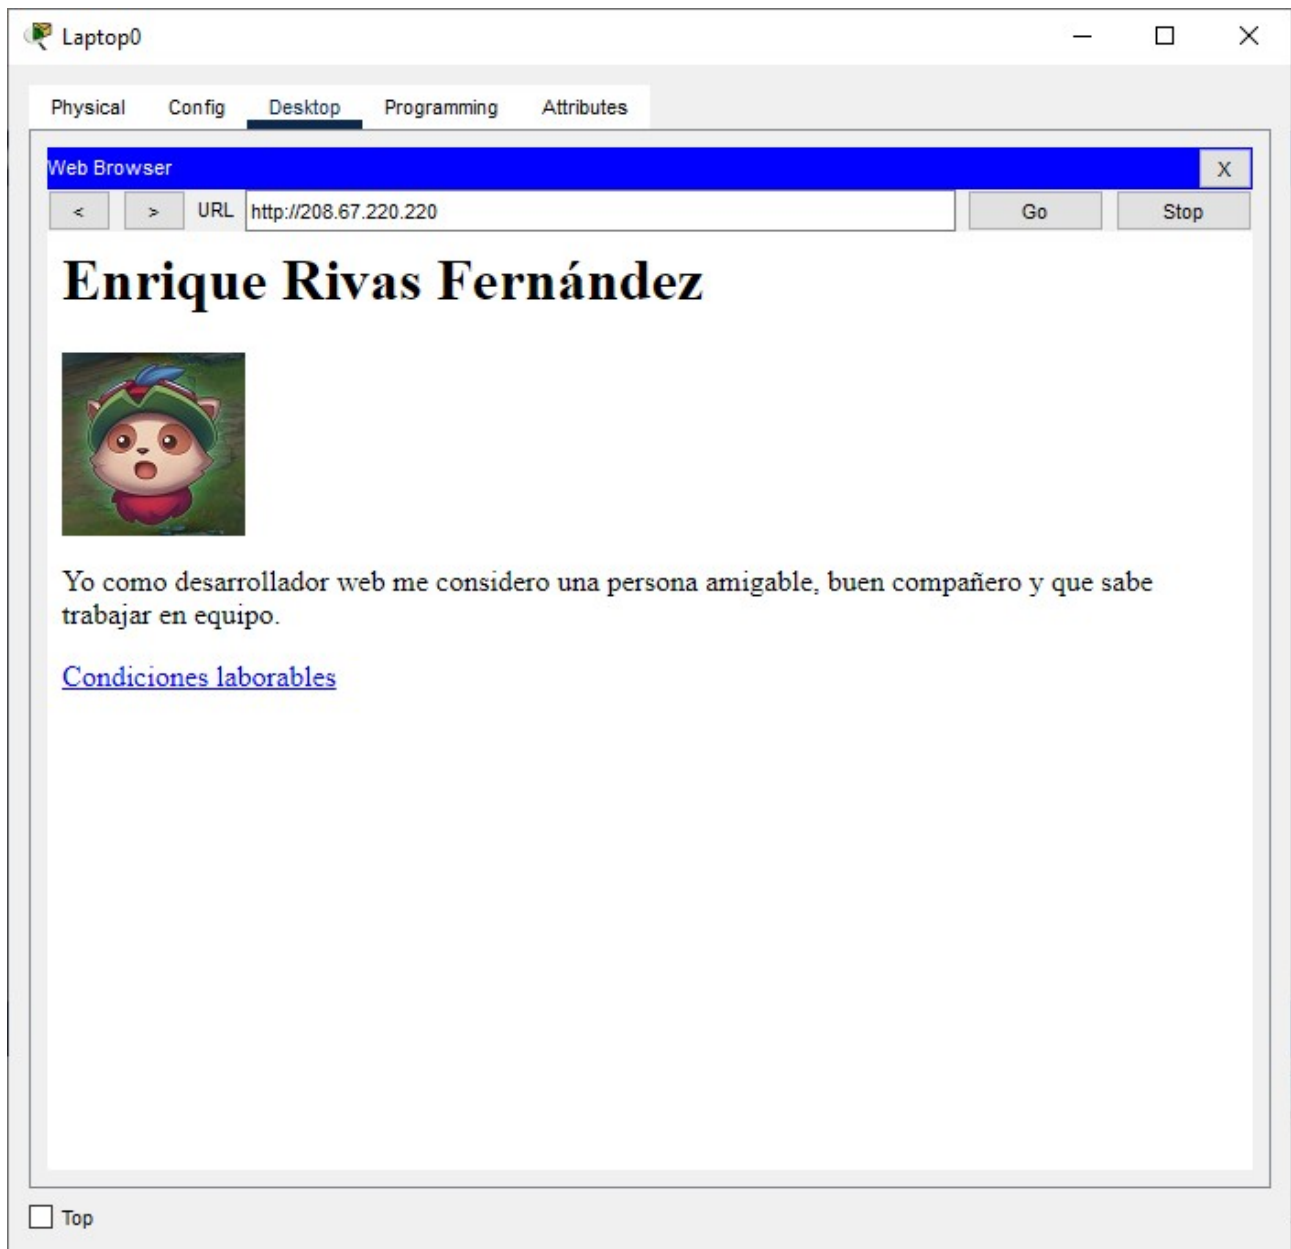 Laptop0
Physical Config Desktop Programming Attributes
Web Browser X
< > URL http://208.67.220.220 Go Stop
Enrique Rivas Fernández
Yo como desarrollador web me considero una persona amigable, buen compañero y que sabe
trabajar en equipo.
Condiciones laborables
Top